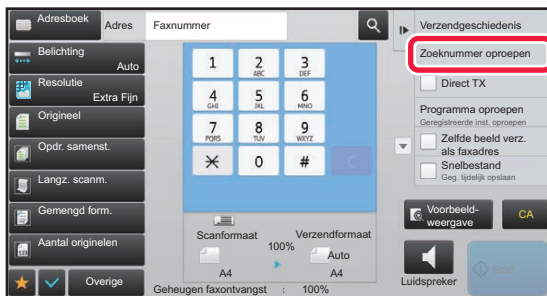 Adresboek
Adres
Faxnummer
Verzendgeschiedenis
Belichting
Auto
Zoeknummer oproepen
Resolutie
Extra Fijn
Direct TX
Origineel
Programma oproepen
Geregistreerde inst. oproepen
Opdr. samenst.
Zelfde beeld verz.
als faxadres
Langz. scanm.
Snelbestand
Geg. tijdelijk opslaan
Gemengd form.
Aantal originelen
Overige
1
2
ABC
3
DEF
4
GHI
5
JKL
6
MNO
7
PQRS
8
TUV
9
WXYZ
0
#
C
Scanformaat
100%
Verzendformaat
Auto
A4
A4
Voorbeeld-
weergave
CA
Luidspreker
Start
Geheugen faxontvangst : 100%